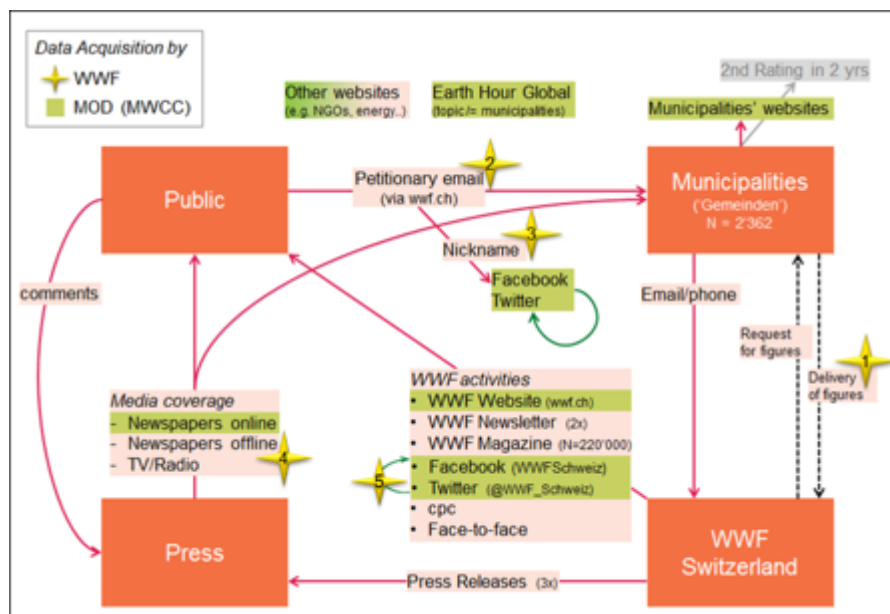 Data Acquisition by
WWF
MOD (MWCC)
Other websites
(e.g. NGOs, energy..)
Earth Hour Global
(topic/= municipalities)
2nd Rating in 2 yrs
Municipalities' websites
Public
2
Petitionary email
(via wwf.ch)
Municipalities
('Gemeinden')
N = 2'362
3
Nickname
Facebook
Twitter
comments
Email/phone
Request
for figures
1
Delivery
of figures
Media coverage
- Newspapers online
- Newspapers offline
- TV/Radio
4
WWF activities
• WWF Website (wwf.ch)
• WWF Newsletter (2x)
• WWF Magazine (N=220'000)
5
• Facebook (WWFSchweiz)
• Twitter (@WWF_Schweiz)
• cpc
• Face-to-face
Press
Press Releases (3x)
WWF
Switzerland